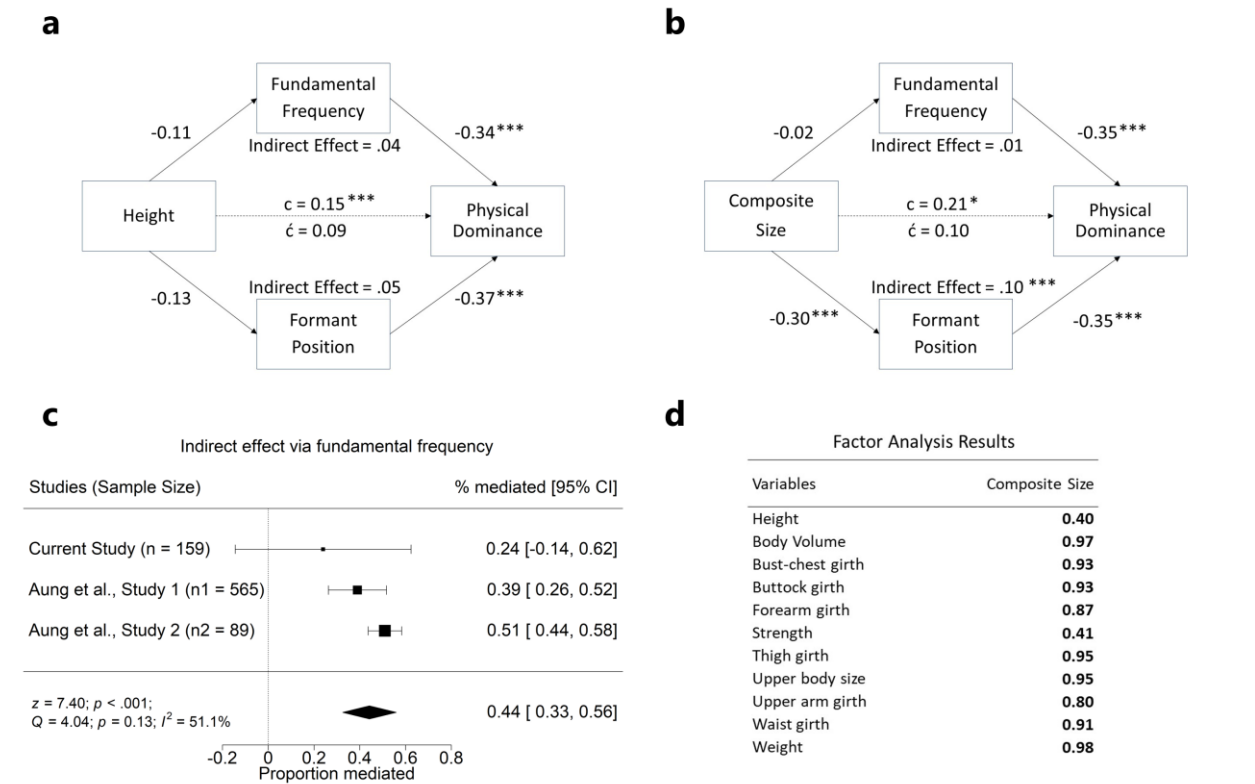 a
Fundamental
Frequency
-0.11
-0.34***
Indirect Effect = .04
Height
c = 0.15***
ć = 0.09
Physical
Dominance
Indirect Effect = .05
-0.13
-0.37***
Formant
Position
b
Fundamental
Frequency
-0.02
-0.35***
Indirect Effect = .01
Composite
Size
c = 0.21*
ć = 0.10
Physical
Dominance
Indirect Effect = .10 ***
-0.30***
-0.35***
Formant
Position
c
Indirect effect via fundamental frequency
Studies (Sample Size) % mediated [95% CI]
Current Study (n = 159) 0.24 [-0.14, 0.62]
Aung et al., Study 1 (n1 = 565) 0.39 [ 0.26, 0.52]
Aung et al., Study 2 (n2 = 89) 0.51 [ 0.44, 0.58]
z = 7.40; p < .001;
Q = 4.04; p = 0.13; I² = 51.1%
0.44 [ 0.33, 0.56]
-0.2 0 0.2 0.4 0.6 0.8
Proportion mediated
d
Factor Analysis Results
Variables Composite Size
Height 0.40
Body Volume 0.97
Bust-chest girth 0.93
Buttock girth 0.93
Forearm girth 0.87
Strength 0.41
Thigh girth 0.95
Upper body size 0.95
Upper arm girth 0.80
Waist girth 0.91
Weight 0.98